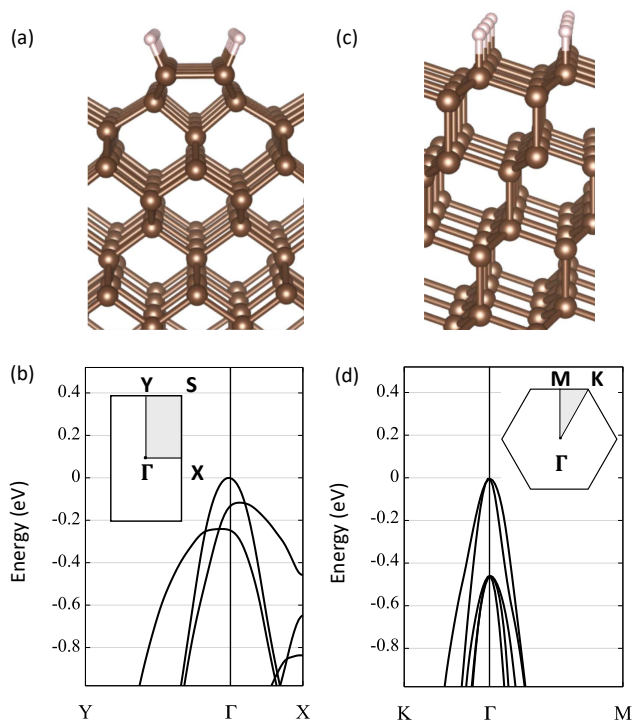 (a)
(c)
(b)
Energy (eV)
0.4
0.2
0
-0.2
-0.4
-0.6
-0.8
Y S
Γ X
Y Γ X
(d)
Energy (eV)
0.4
0.2
0
-0.2
-0.4
-0.6
-0.8
M K
Γ
K Γ M